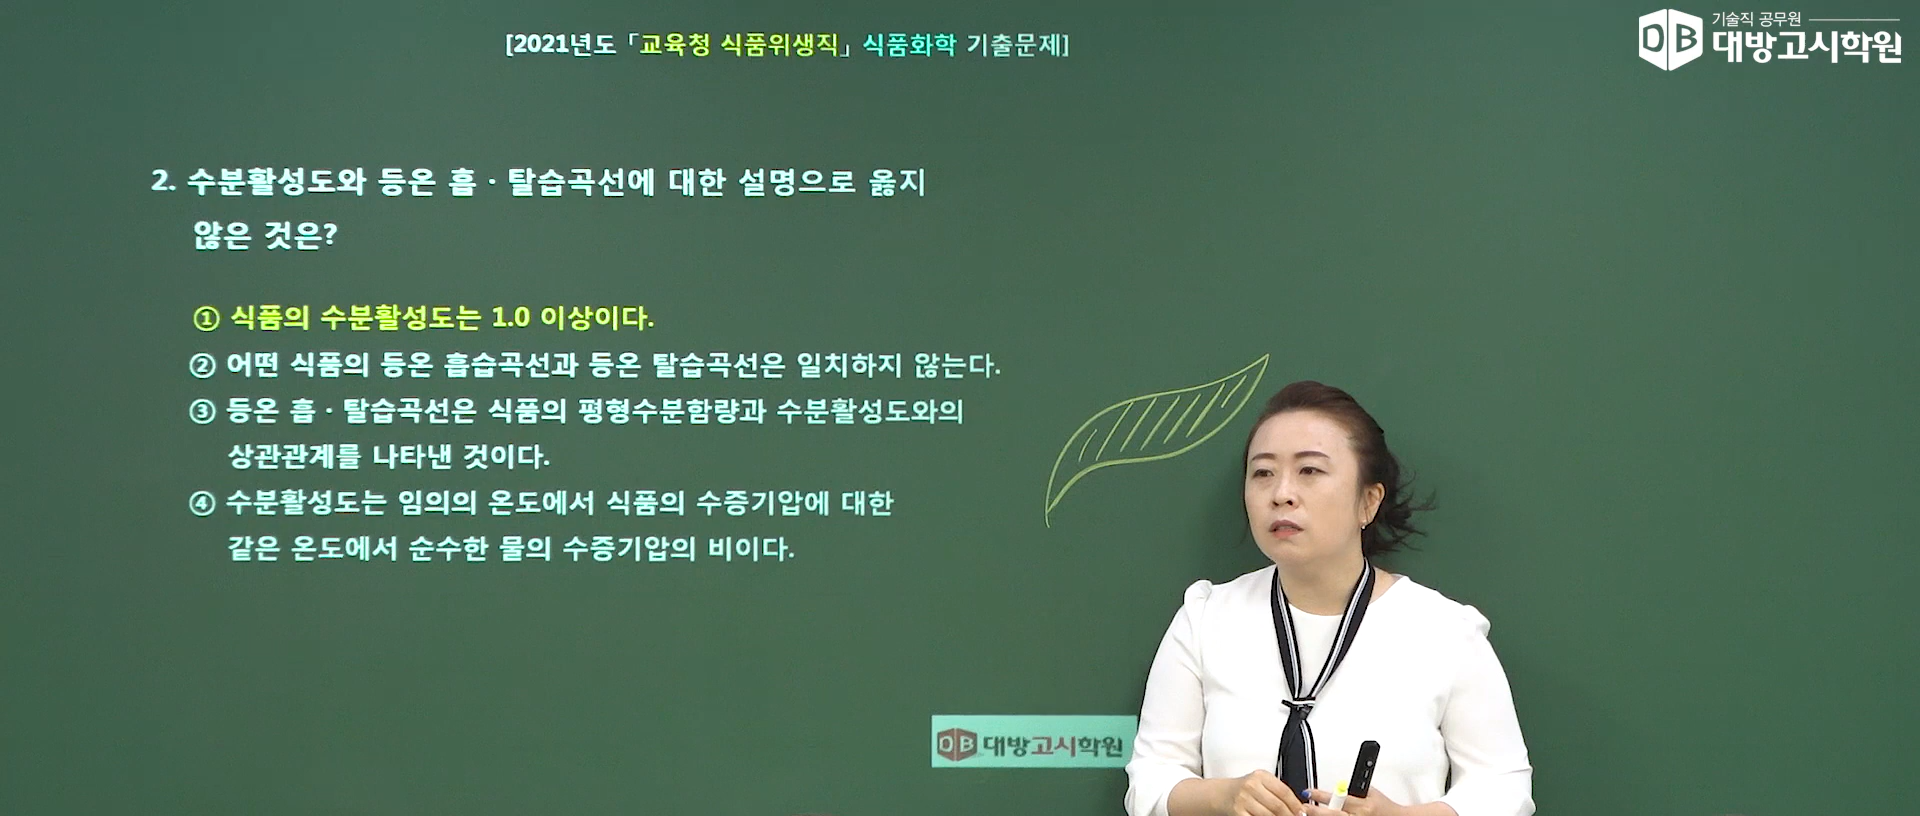 [2021년도 「교육청 식품위생직」 식품화학 기출문제]
기술직 공무원
DB 대방고시학원
2. 수분활성도와 등온 흡 · 탈습곡선에 대한 설명으로 옳지
않은 것은?
① 식품의 수분활성도는 1.0 이상이다.
② 어떤 식품의 등온 흡습곡선과 등온 탈습곡선은 일치하지 않는다.
③ 등온 흡 · 탈습곡선은 식품의 평형수분함량과 수분활성도와의
상관관계를 나타낸 것이다.
④ 수분활성도는 임의의 온도에서 식품의 수증기압에 대한
같은 온도에서 순수한 물의 수증기압의 비이다.
DB 대방고시학원